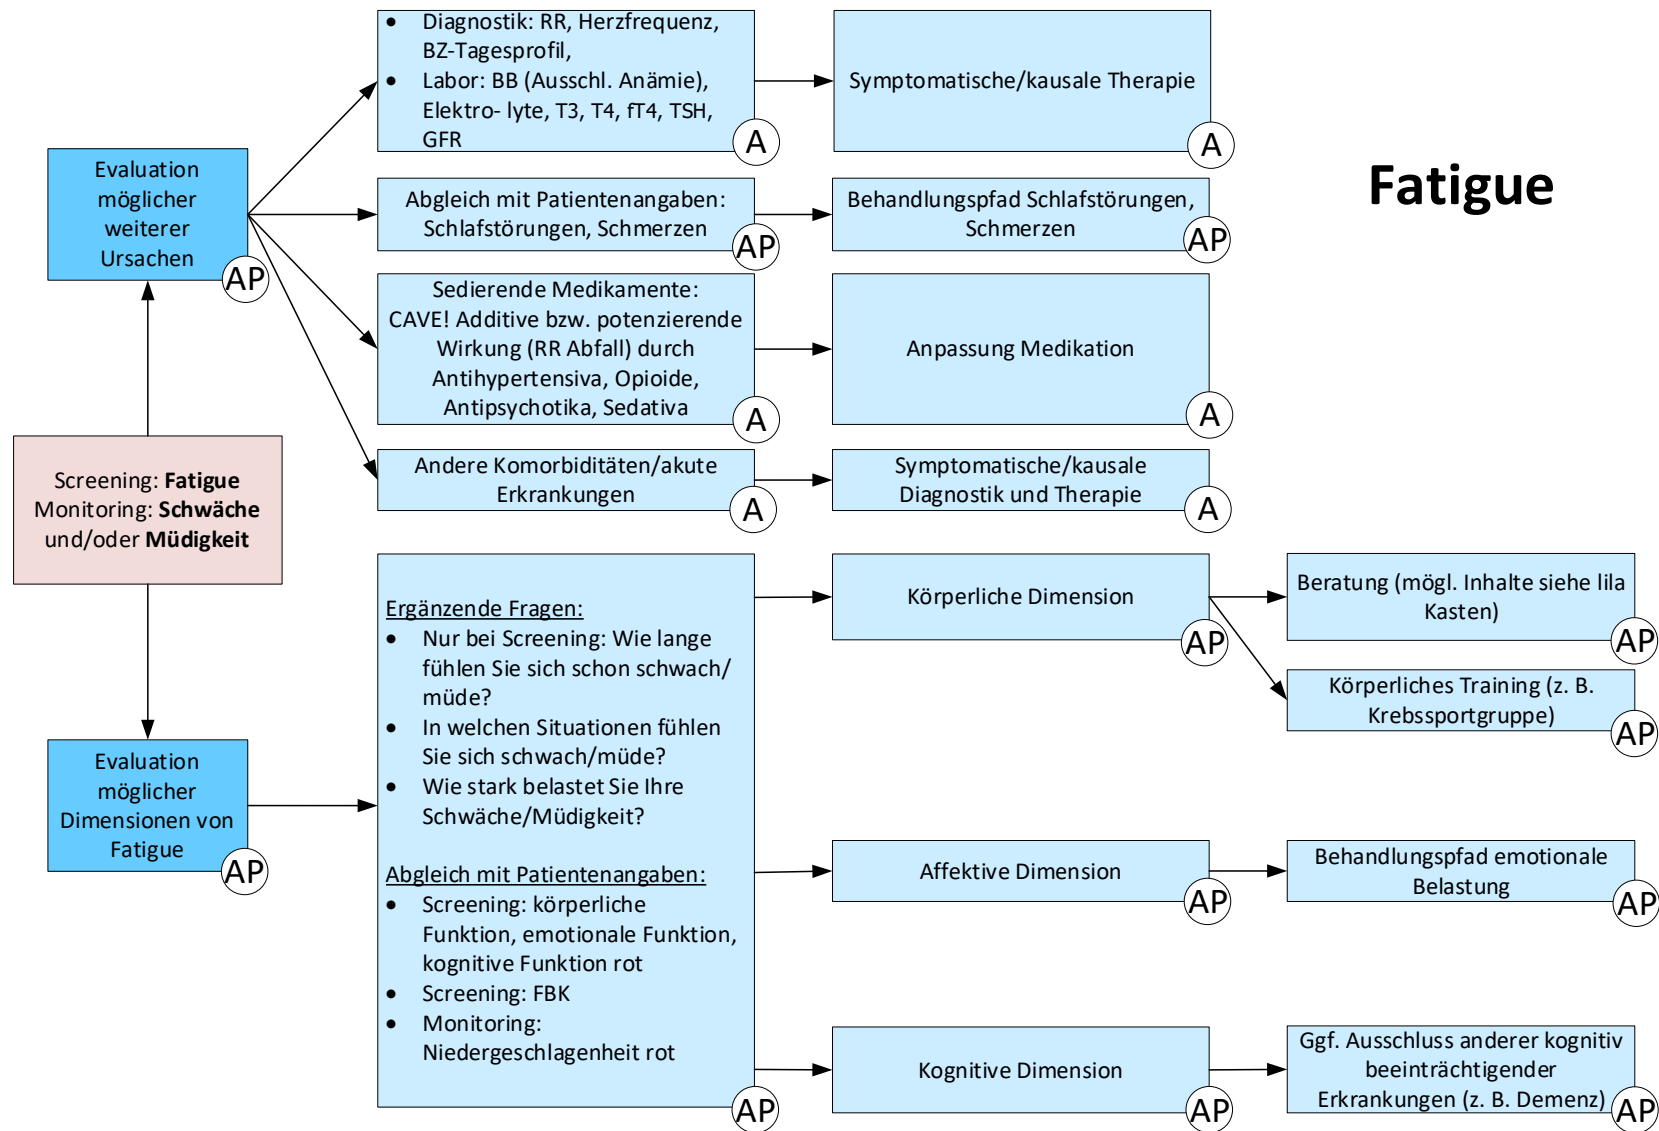 • Diagnostik: RR, Herzfrequenz,
BZ-Tagesprofil,
• Labor: BB (Ausschl. Anämie),
Elektro- lyte, T3, T4, fT4, TSH,
GFR
A
Symptomatische/kausale Therapie
A
Fatigue
Evaluation
möglicher
weiterer
Ursachen
AP
Abgleich mit Patientenangaben:
Schlafstörungen, Schmerzen
AP
Behandlungspfad Schlafstörungen,
Schmerzen
AP
Sedierende Medikamente:
CAVE! Additive bzw. potenzierende
Wirkung (RR Abfall) durch
Antihypertensiva, Opioide,
Antipsychotika, Sedativa
A
Anpassung Medikation
A
Screening: Fatigue
Monitoring: Schwäche
und/oder Müdigkeit
Andere Komorbiditäten/akute
Erkrankungen
A
Symptomatische/kausale
Diagnostik und Therapie
A
Evaluation
möglicher
Dimensionen von
Fatigue
AP
Ergänzende Fragen:
• Nur bei Screening: Wie lange
fühlen Sie sich schon schwach/
müde?
• In welchen Situationen fühlen
Sie sich schwach/müde?
• Wie stark belastet Sie Ihre
Schwäche/Müdigkeit?
Abgleich mit Patientenangaben:
• Screening: körperliche
Funktion, emotionale Funktion,
kognitive Funktion rot
• Screening: FBK
• Monitoring:
Niedergeschlagenheit rot
AP
Körperliche Dimension
AP
Beratung (mögl. Inhalte siehe lila
Kasten)
AP
Körperliches Training (z. B.
Krebssportgruppe)
AP
Affektive Dimension
AP
Behandlungspfad emotionale
Belastung
AP
Kognitive Dimension
AP
Ggf. Ausschluss anderer kognitiv
beeinträchtigender
Erkrankungen (z. B. Demenz)
AP